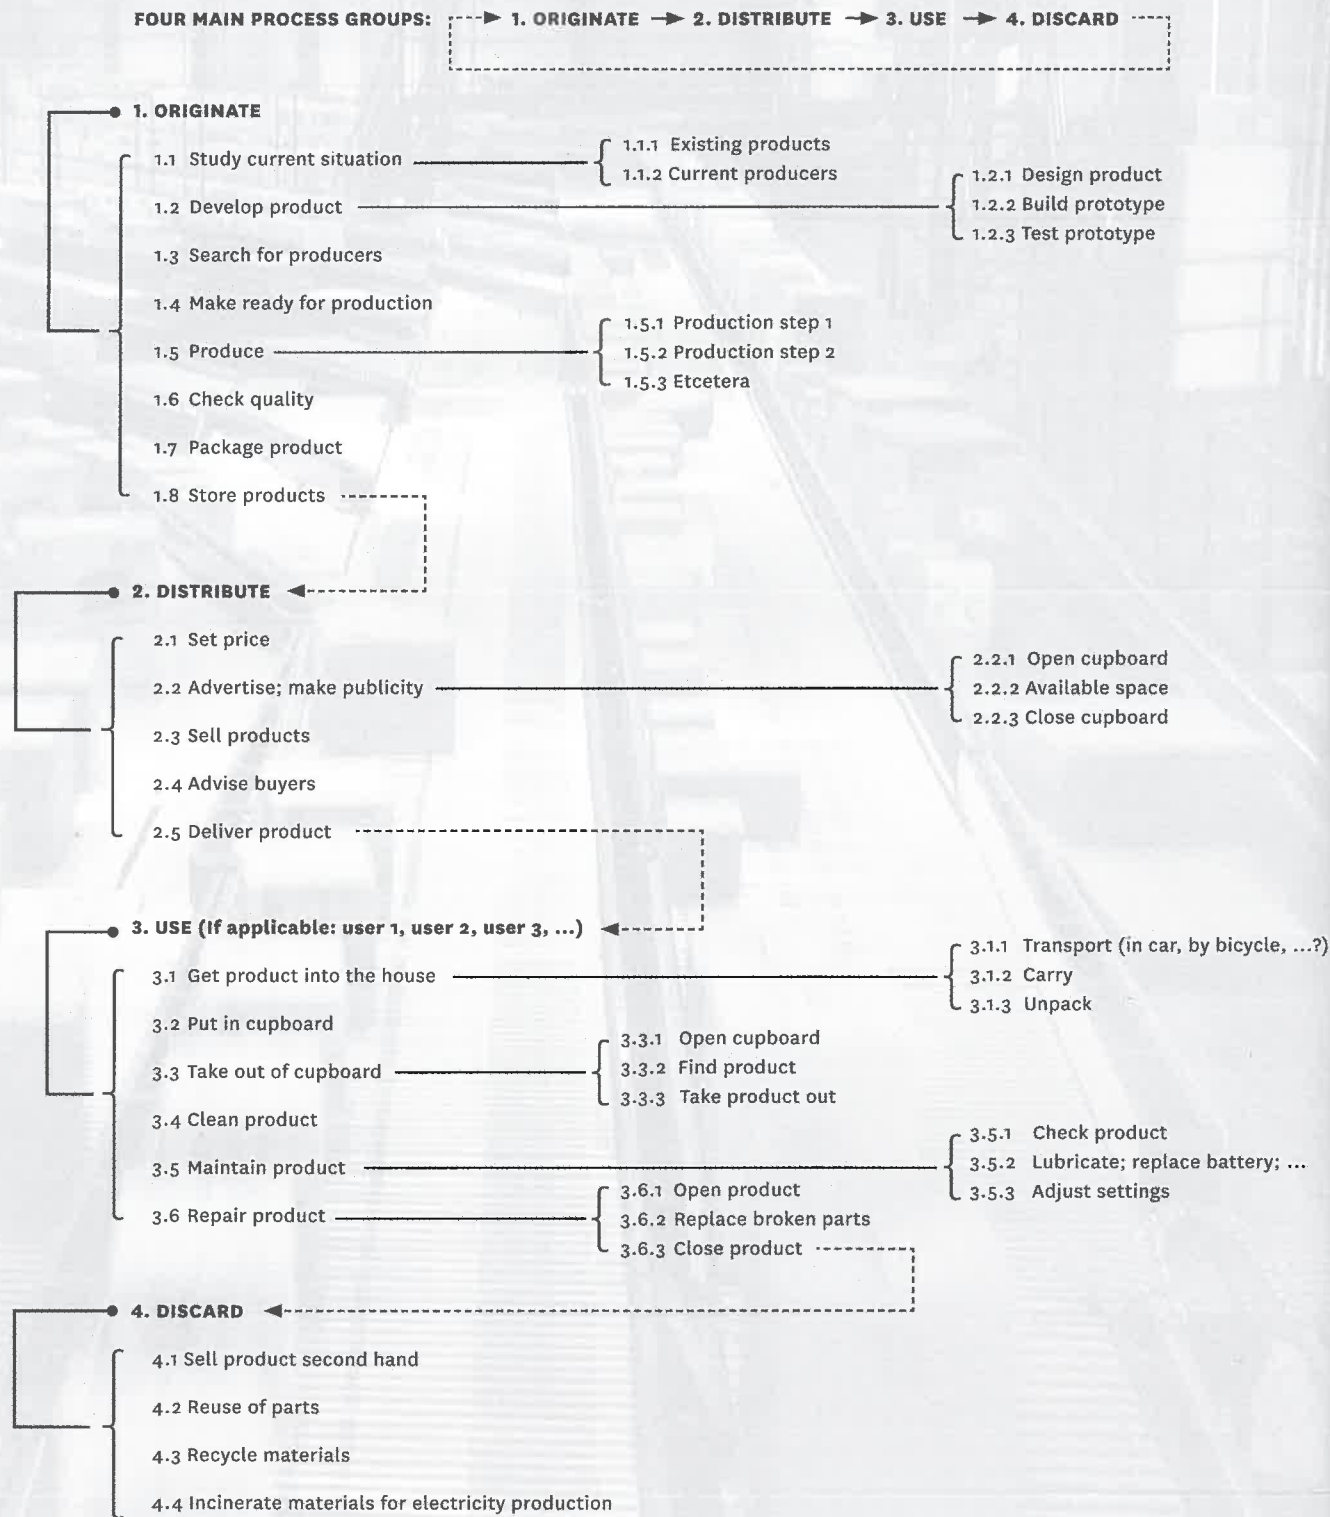 FOUR MAIN PROCESS GROUPS: 1. ORIGINATE 2. DISTRIBUTE 3. USE 4. DISCARD
1. ORIGINATE
1.1 Study current situation
1.1.1 Existing products
1.1.2 Current producers
1.2 Develop product
1.2.1 Design product
1.2.2 Build prototype
1.2.3 Test prototype
1.3 Search for producers
1.4 Make ready for production
1.5 Produce
1.5.1 Production step 1
1.5.2 Production step 2
1.5.3 Etcetera
1.6 Check quality
1.7 Package product
1.8 Store products
2. DISTRIBUTE
2.1 Set price
2.2 Advertise; make publicity
2.2.1 Open cupboard
2.2.2 Available space
2.2.3 Close cupboard
2.3 Sell products
2.4 Advise buyers
2.5 Deliver product
3. USE (If applicable: user 1, user 2, user 3, ...)
3.1 Get product into the house
3.1.1 Transport (in car, by bicycle, ...?)
3.1.2 Carry
3.1.3 Unpack
3.2 Put in cupboard
3.3 Take out of cupboard
3.3.1 Open cupboard
3.3.2 Find product
3.3.3 Take product out
3.4 Clean product
3.5 Maintain product
3.5.1 Check product
3.5.2 Lubricate; replace battery; ...
3.5.3 Adjust settings
3.6 Repair product
3.6.1 Open product
3.6.2 Replace broken parts
3.6.3 Close product
4. DISCARD
4.1 Sell product second hand
4.2 Reuse of parts
4.3 Recycle materials
4.4 Incinerate materials for electricity production